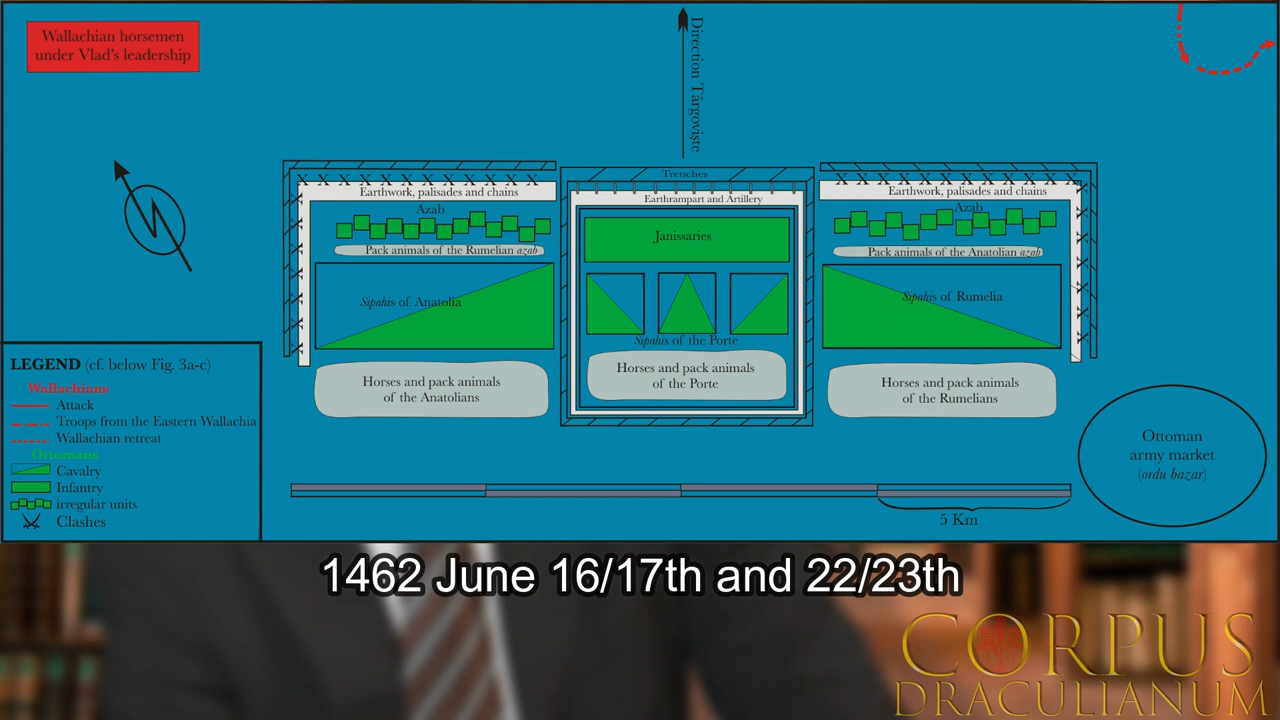 Wallachian horsemen
under Vlad's leadership
Direction Târgoviște
Trenches
Earthwork, palisades and chains
Earthrampart and Artillery
Earthwork, palisades and chains
Azab
Azab
Janissaries
Pack animals of the Rumelian azab
Pack animals of the Anatolian azab
Sipahis of Anatolia
Sipahis of Rumelia
Sipahis of the Porte
Horses and pack animals
of the Anatolians
Horses and pack animals
of the Porte
Horses and pack animals
of the Rumelians
LEGEND (cf. below Fig. 3a-c)
Wallachians
Attack
Troops from the Eastern Wallachia
Wallachian retreat
Ottomans
Cavalry
Infantry
irregular units
Clashes
Ottoman
army market
(ordu bazar)
5 Km
1462 June 16/17th and 22/23th
CORPUS
DRACULIANUM